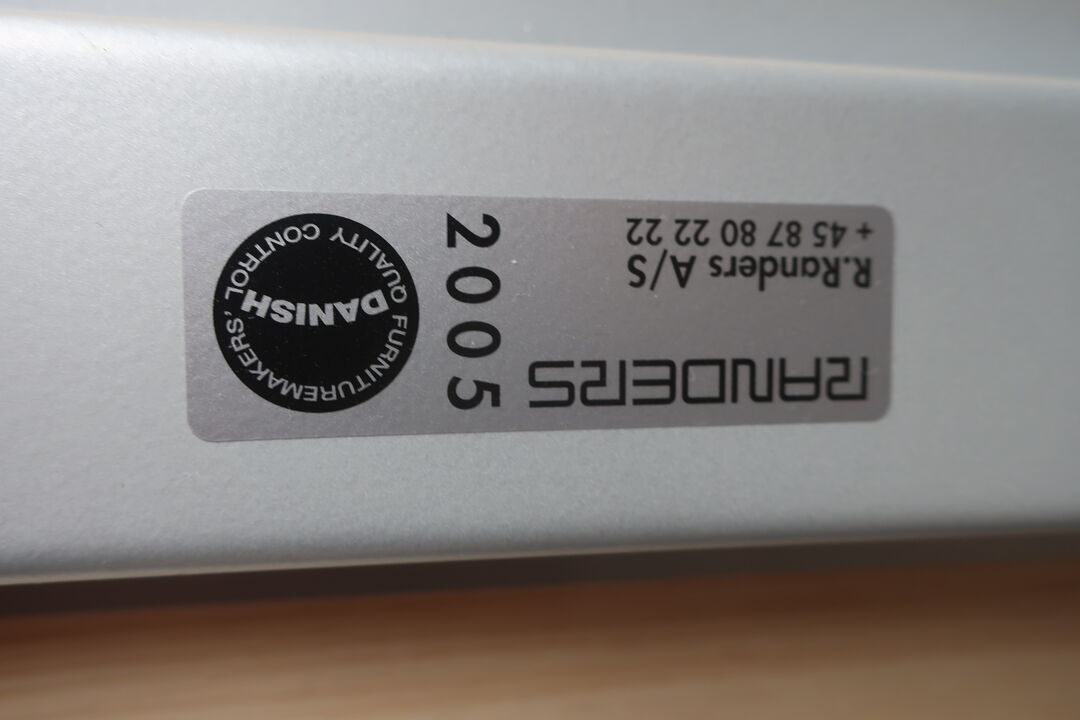 RANDERS
R.Randers A/S
+ 45 87 80 22 22
2005
DANISH
FURNITUREMAKERS' QUALITY CONTROL